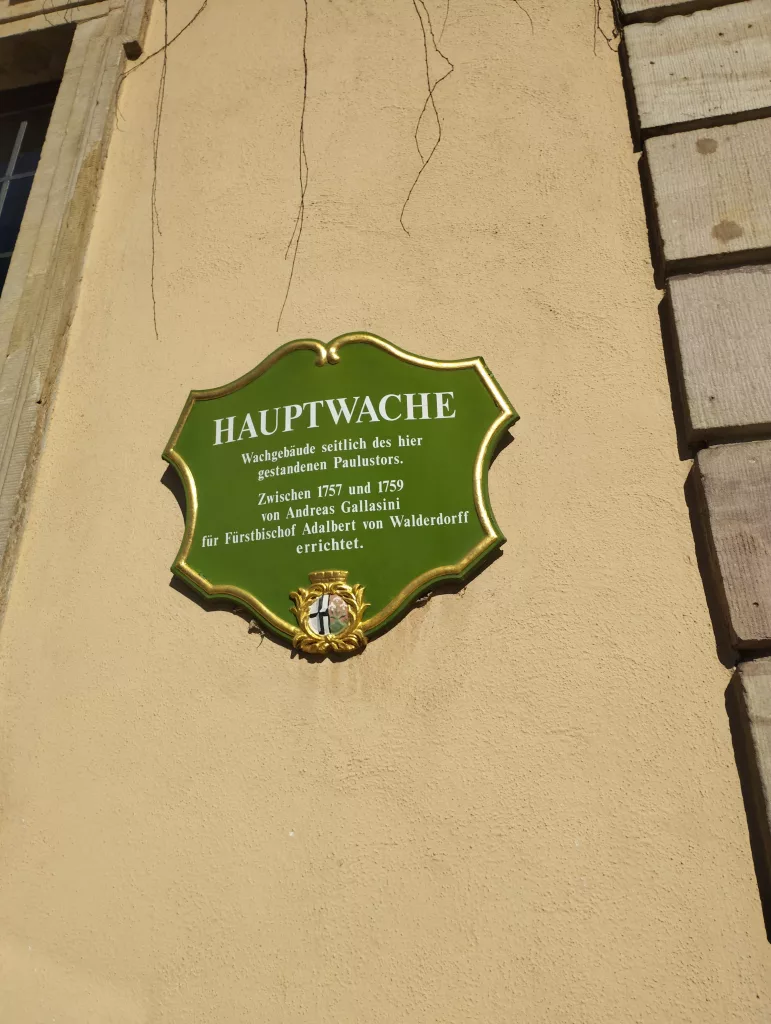 HAUPTWACHE
Wachgebäude seitlich des hier
gestandenen Paulustors.
Zwischen 1757 und 1759
von Andreas Gallasini
für Fürstbischof Adalbert von Walderdorff
errichtet.